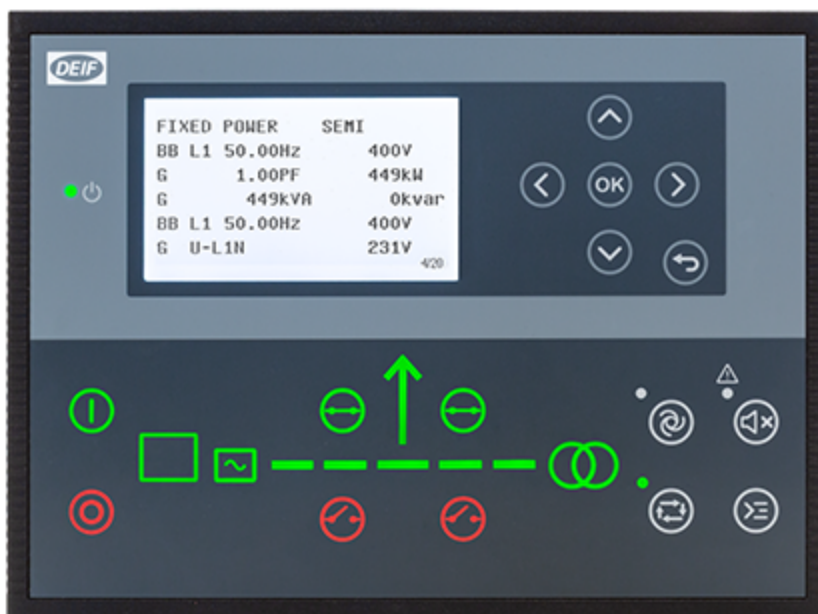 DEIF
FIXED POWER SEMI
BB L1 50.00Hz 400V
G 1.00PF 449kW
G 449kVA 0kvar
BB L1 50.00Hz 400V
G U-L1N 231V
4/20
OK